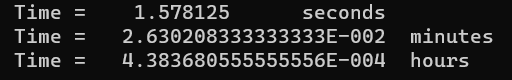 Time =    1.578125      seconds
Time =   2.630208333333333E-002  minutes
Time =   4.383680555555556E-004  hours